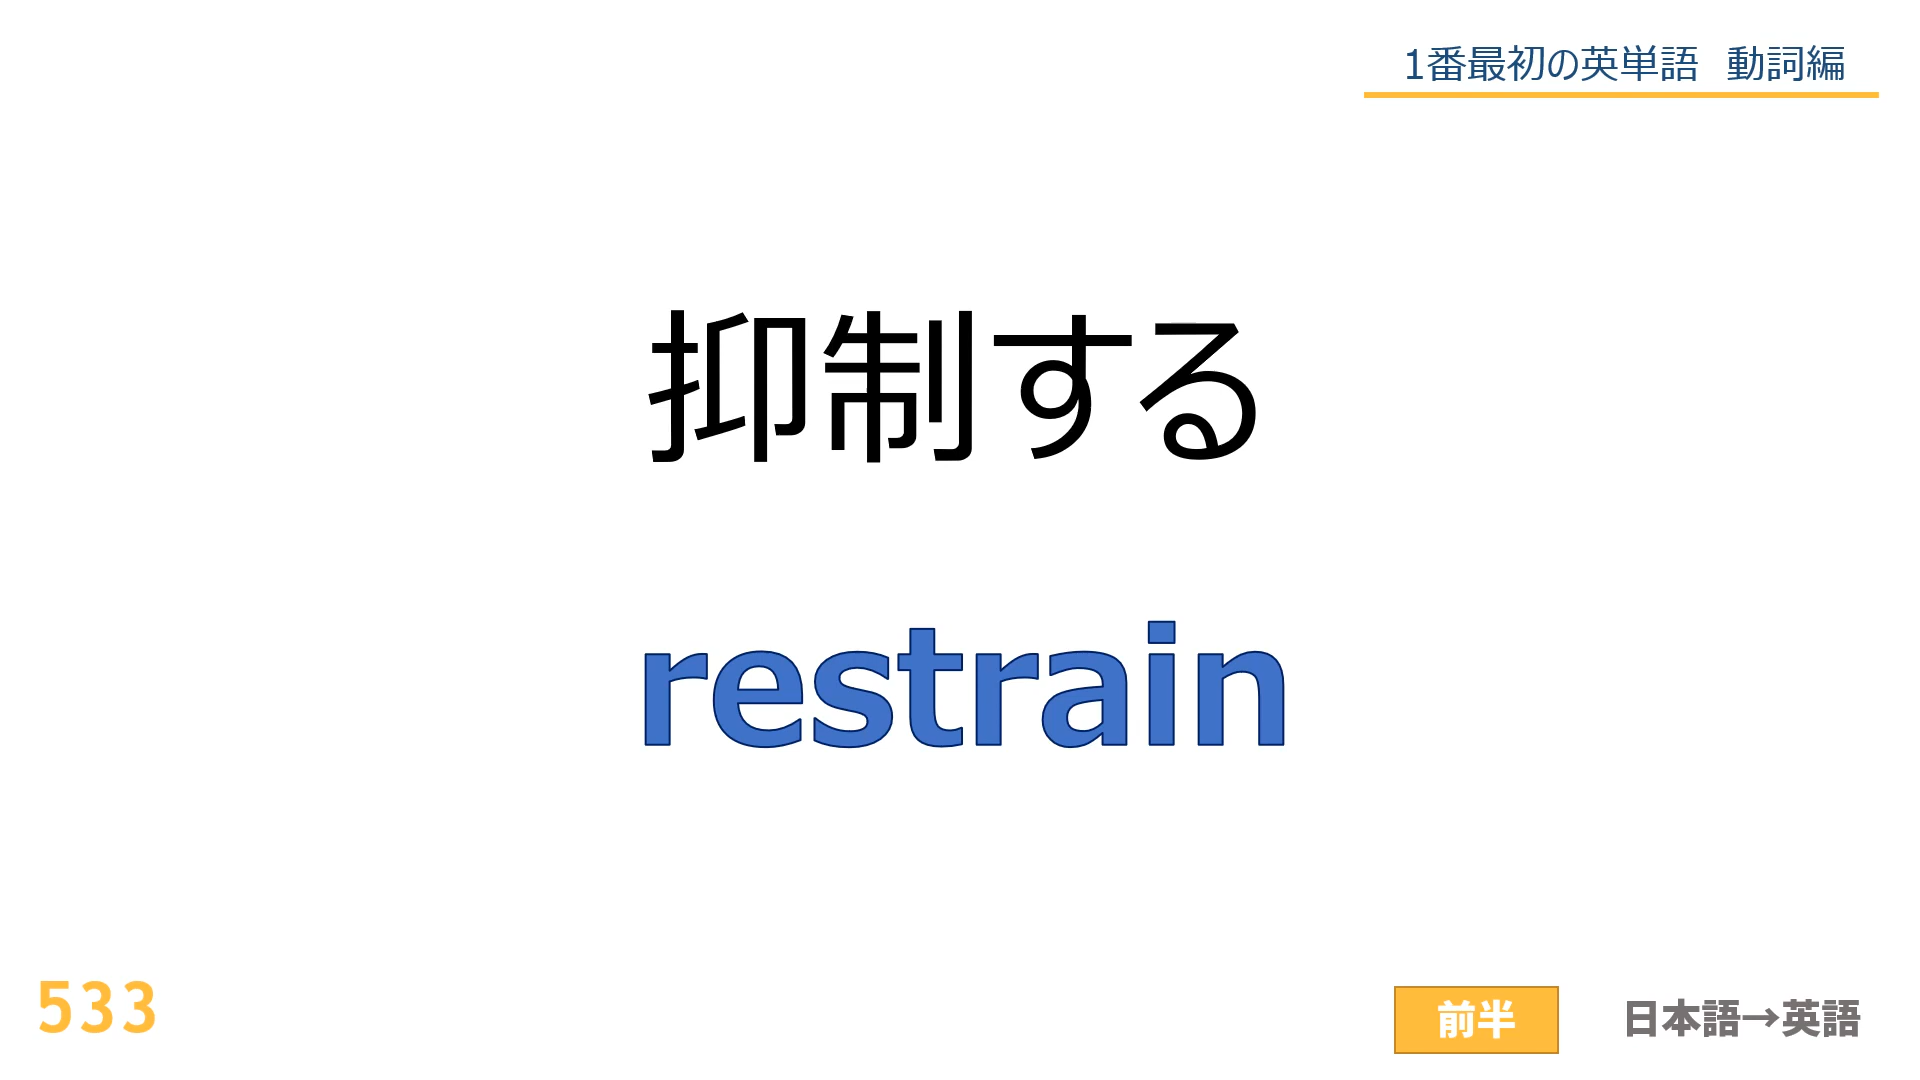 1番最初の英単語　動詞編
抑制する
restrain
533
前半
日本語→英語